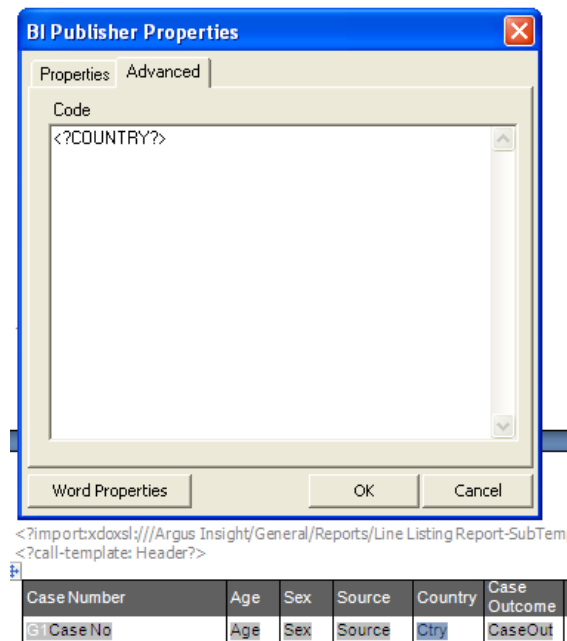 BI Publisher Properties
Properties Advanced
Code
<?COUNTRY?>
Word Properties OK Cancel
<?import:xdoxsl:///Argus Insight/General/Reports/Line Listing Report-SubTem
<?call-template: Header?>
Case Number Age Sex Source Country Case Outcome
G1Case No Age Sex Source Ctry CaseOut